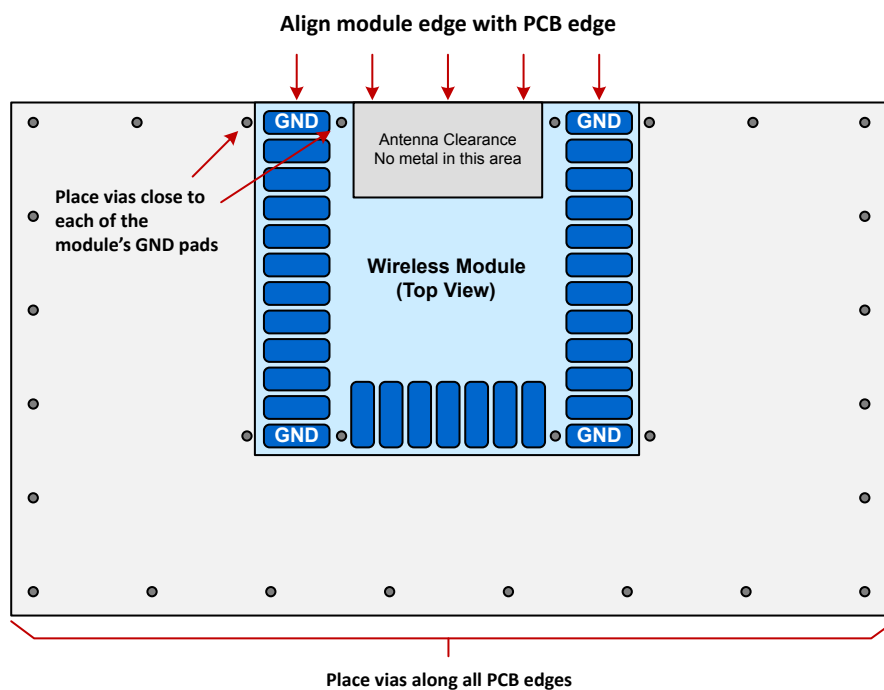 Align module edge with PCB edge
GND
GND
Antenna Clearance
No metal in this area
Place vias close to
each of the
module's GND pads
Wireless Module
(Top View)
GND
GND
Place vias along all PCB edges